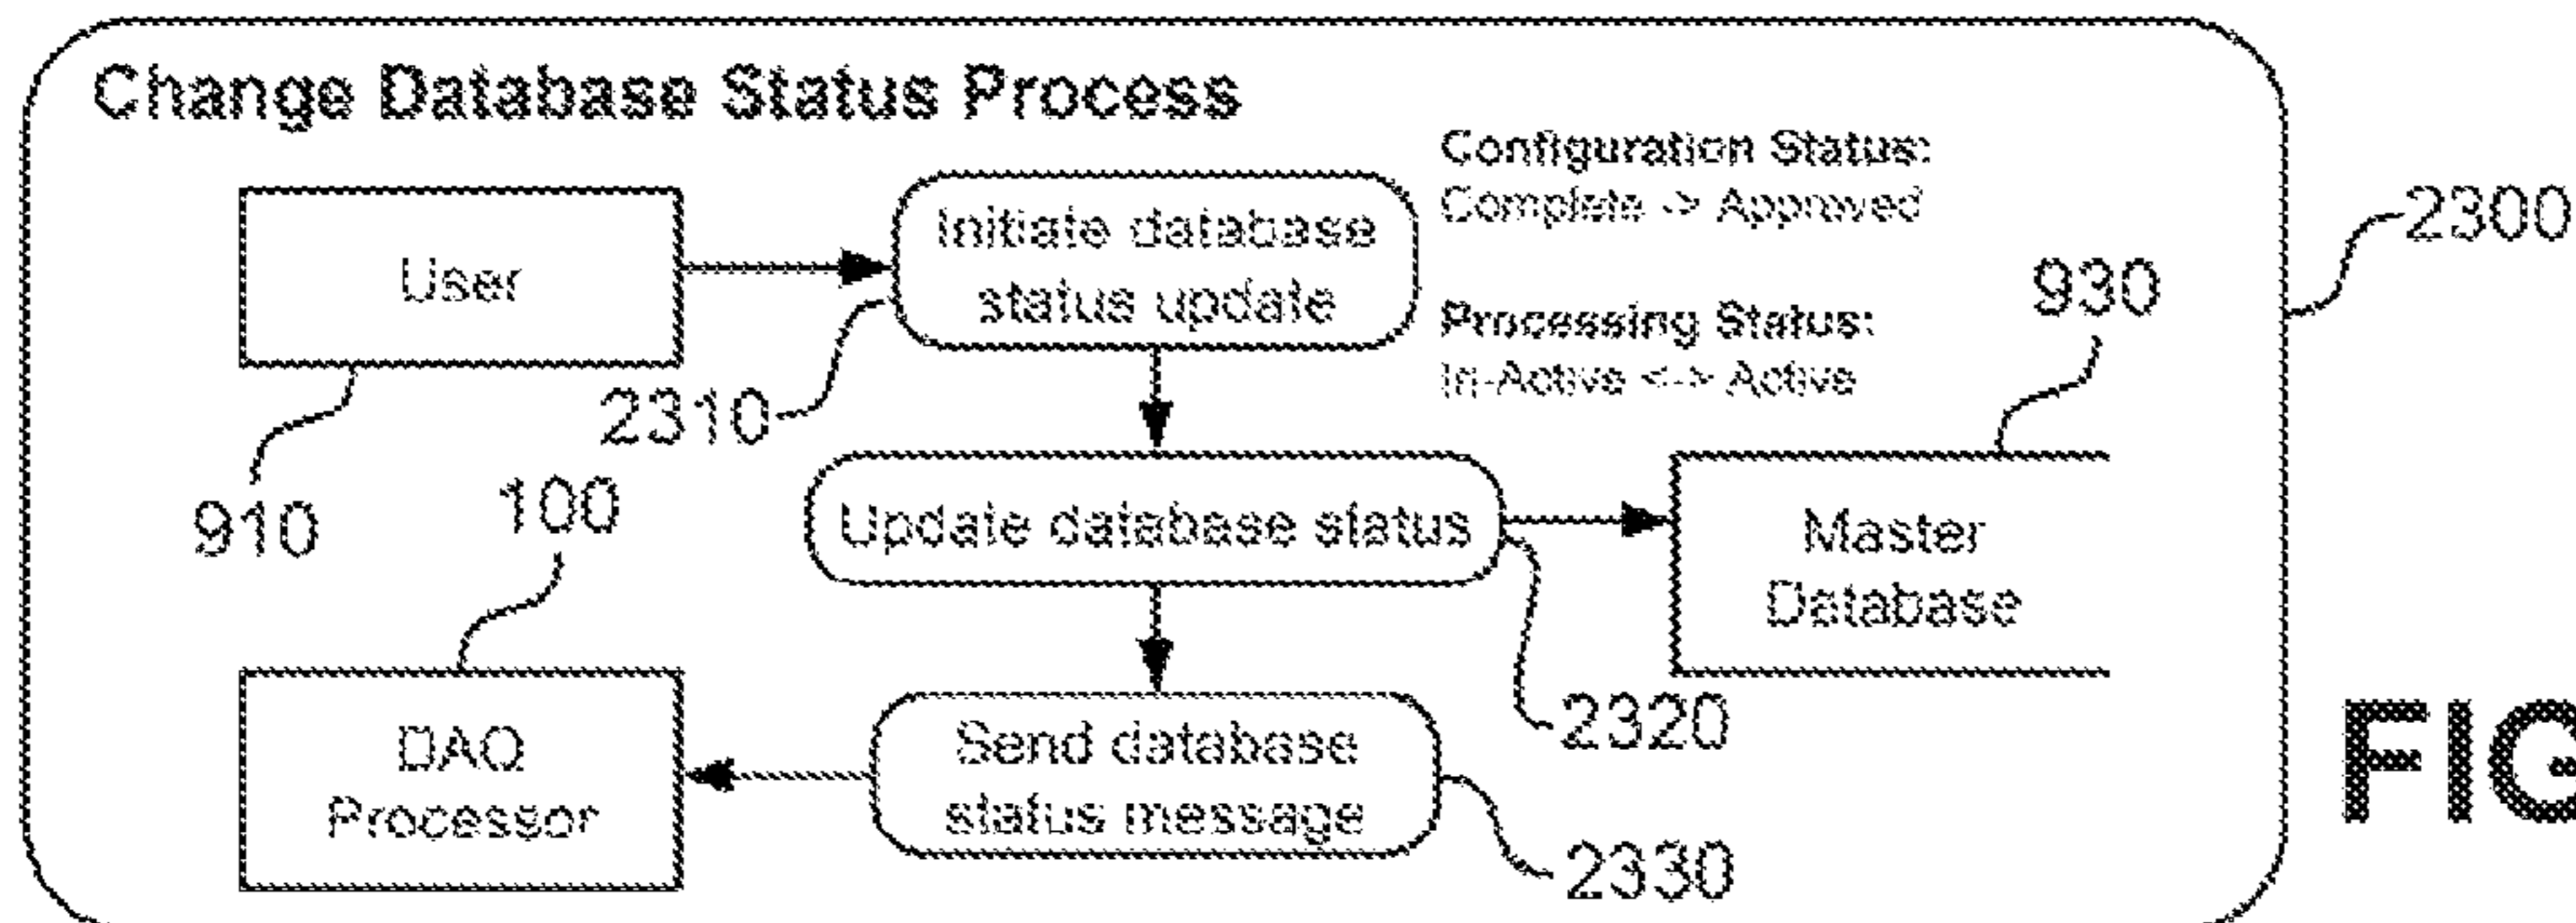 Change Database Status Process
Configuration Status:
Complete -> Approved
2300
User
Initiate database
status update
930
Processing Status:
In-Active <-> Active
2310
910
100
Update database status
Master
Database
2320
DAQ
Processor
Send database
status message
2330
FIG